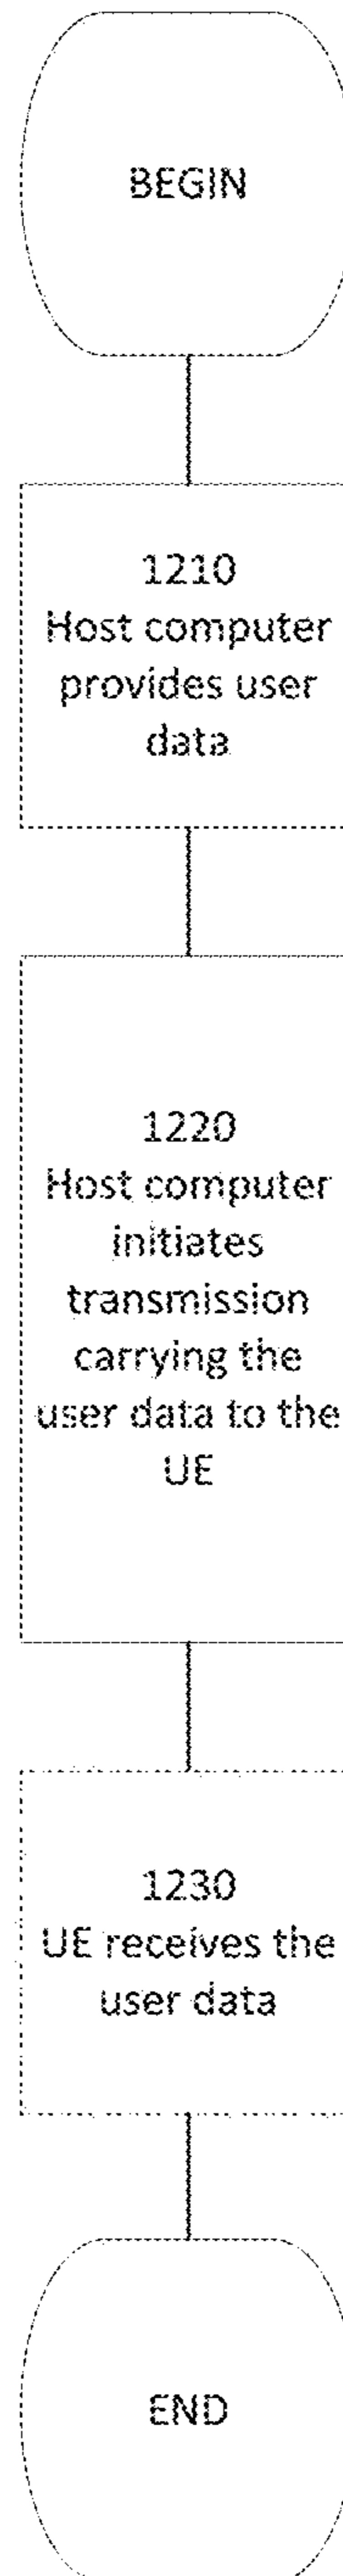 BEGIN
1210
Host computer
provides user
data
1220
Host computer
initiates
transmission
carrying the
user data to the
UE
1230
UE receives the
user data
END